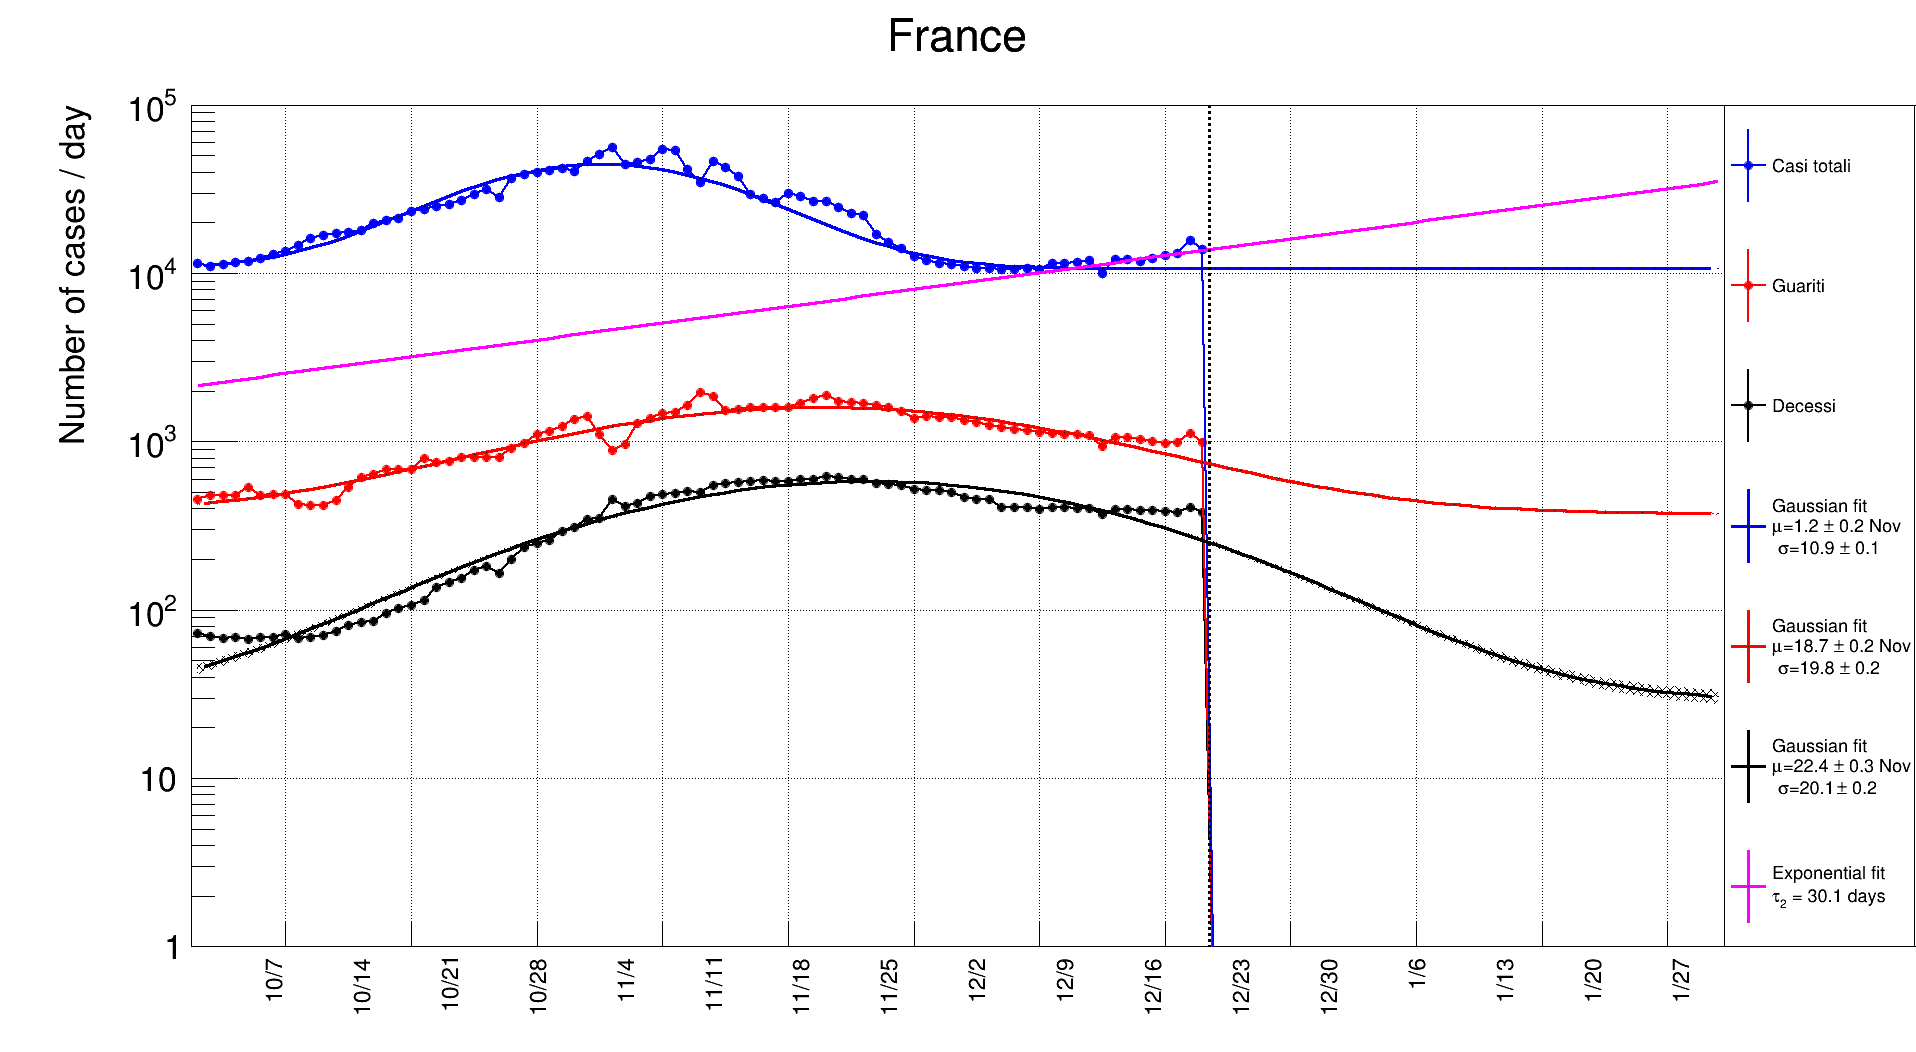 France
Number of cases / day
10^5
10^4
10^3
10^2
10
1
10/7
10/14
10/21
10/28
11/4
11/11
11/18
11/25
12/2
12/9
12/16
12/23
12/30
1/6
1/13
1/20
1/27
Casi totali
Guariti
Decessi
Gaussian fit
μ=1.2 ± 0.2 Nov
σ=10.9 ± 0.1
Gaussian fit
μ=18.7 ± 0.2 Nov
σ=19.8 ± 0.2
Gaussian fit
μ=22.4 ± 0.3 Nov
σ=20.1 ± 0.2
Exponential fit
τ₂ = 30.1 days